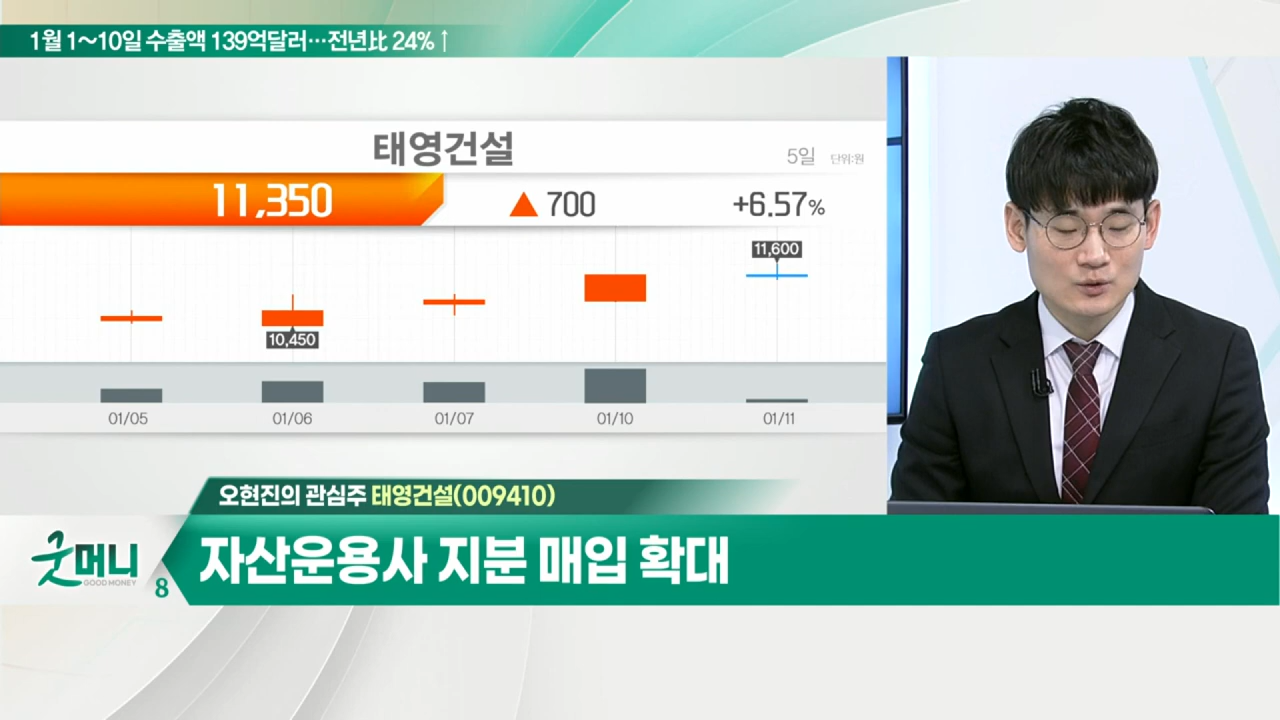 1월 1~10일 수출액 139억달러…전년比 24%↑
태영건설
5일 단위:원
11,350 ▲ 700 +6.57%
11,600
10,450
01/05 01/06 01/07 01/10 01/11
오현진의 관심주 태영건설(009410)
굿머니
GOOD MONEY
8
자산운용사 지분 매입 확대